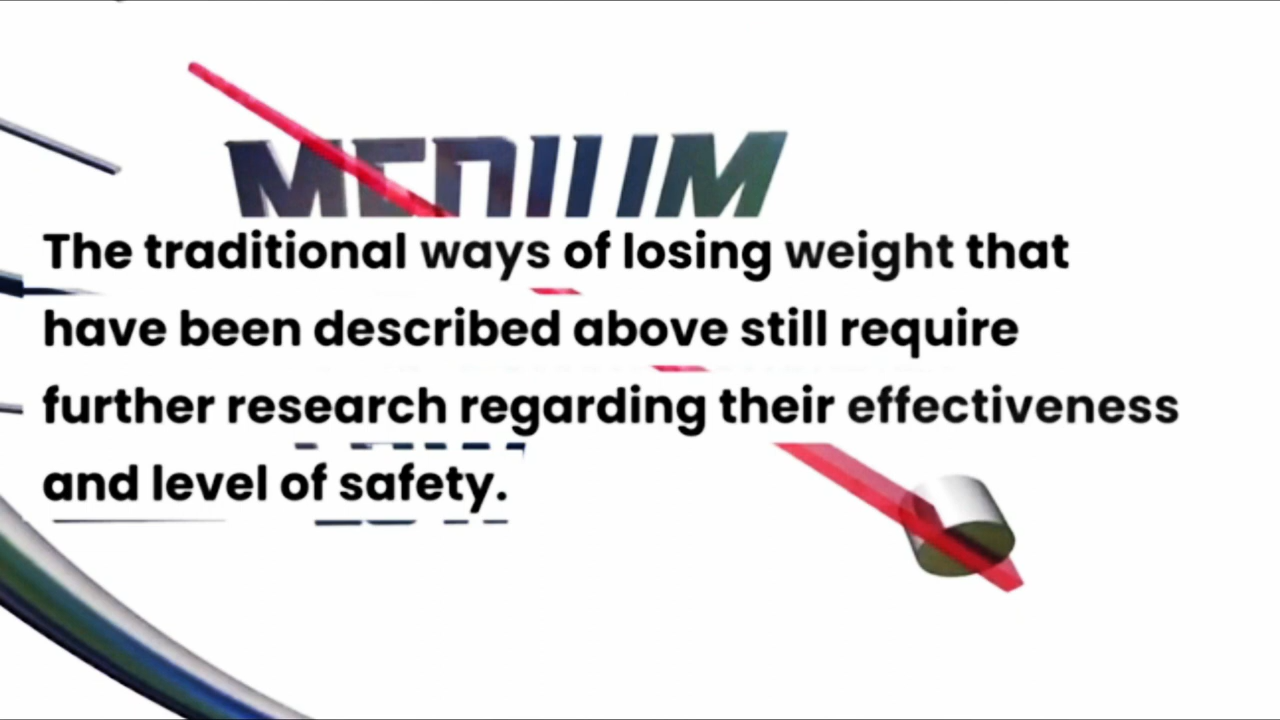 MEDIUM
The traditional ways of losing weight that
have been described above still require
further research regarding their effectiveness
and level of safety.